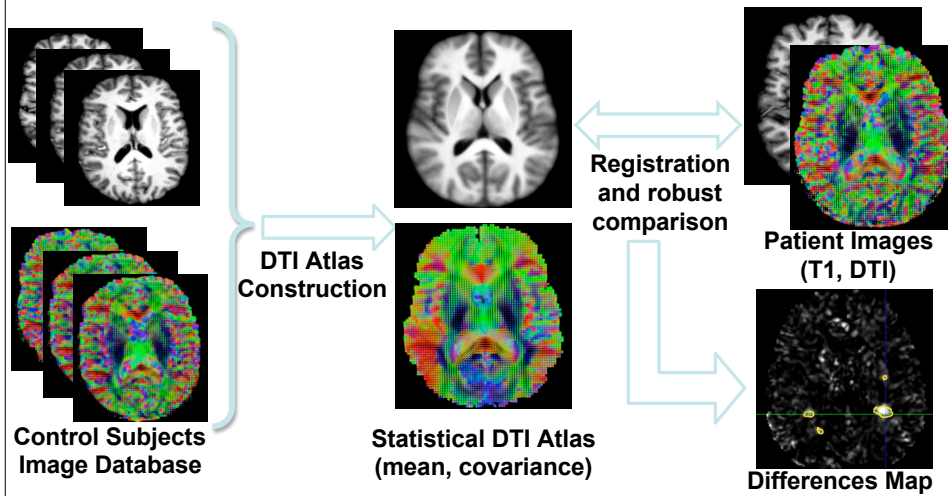 DTI Atlas
Construction
Control Subjects
Image Database
Statistical DTI Atlas
(mean, covariance)
Registration
and robust
comparison
Patient Images
(T1, DTI)
Differences Map